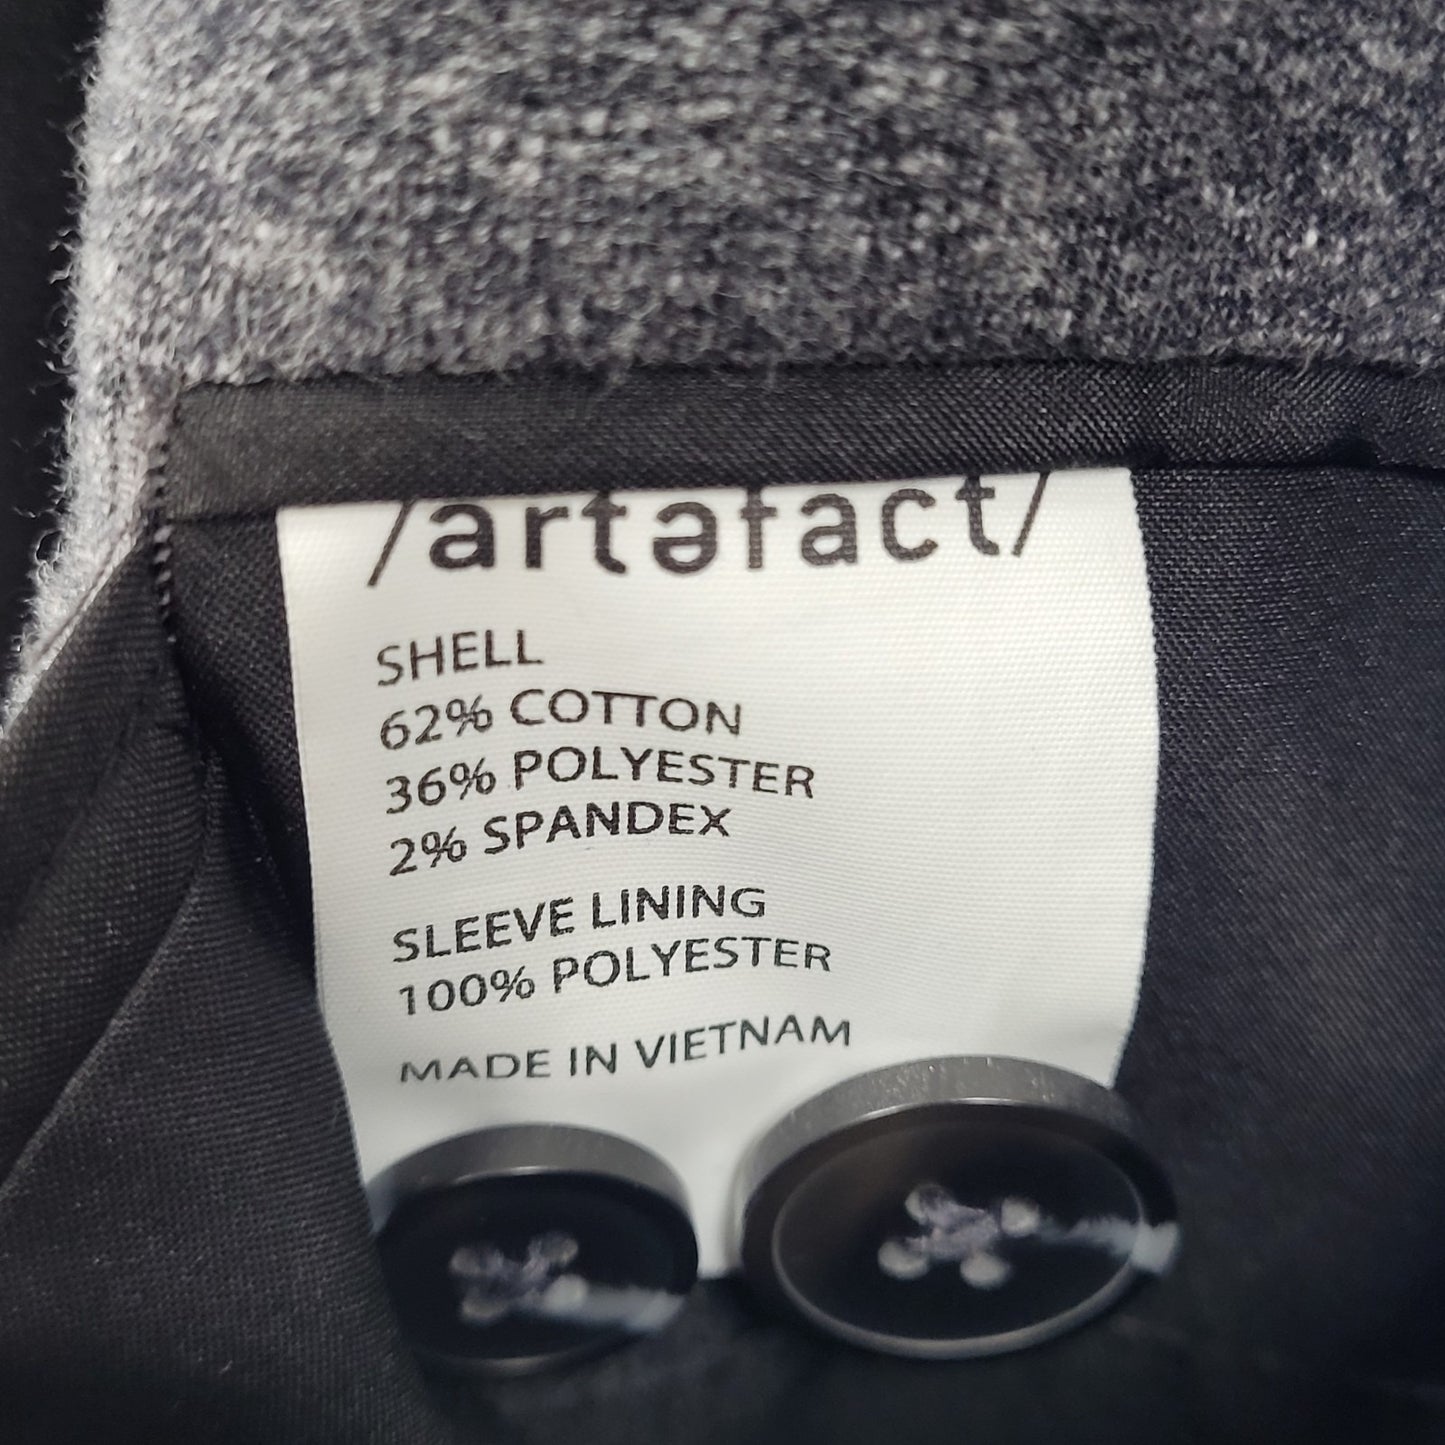 /artəfact/
SHELL
62% COTTON
36% POLYESTER
2% SPANDEX
SLEEVE LINING
100% POLYESTER
MADE IN VIETNAM